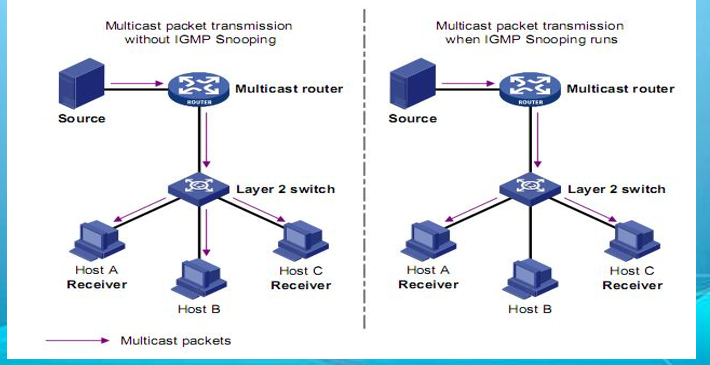 Multicast packet transmission
without IGMP Snooping
Source
ROUTER
Multicast router
Layer 2 switch
Host A
Receiver
Host B
Host C
Receiver
Multicast packet transmission
when IGMP Snooping runs
Source
ROUTER
Multicast router
Layer 2 switch
Host A
Receiver
Host B
Host C
Receiver
Multicast packets